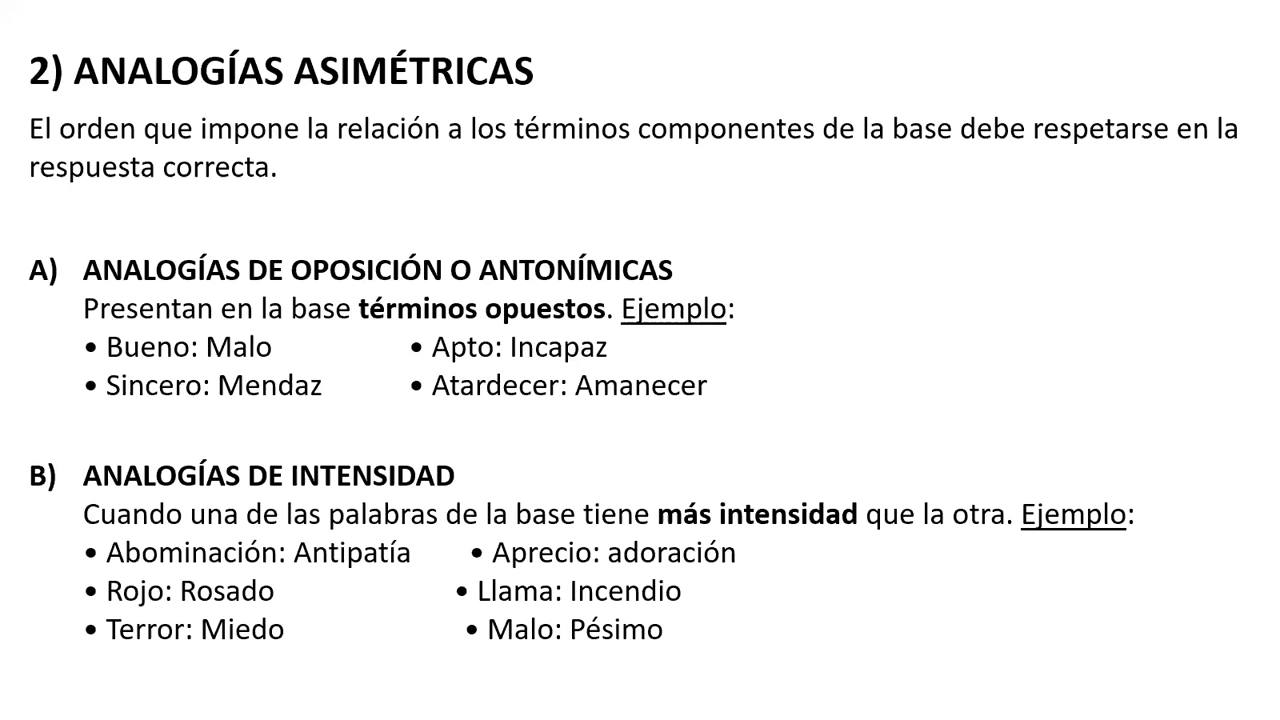 2) ANALOGÍAS ASIMÉTRICAS
El orden que impone la relación a los términos componentes de la base debe respetarse en la
respuesta correcta.
A) ANALOGÍAS DE OPOSICIÓN O ANTONÍMICAS
Presentan en la base términos opuestos. Ejemplo:
• Bueno: Malo • Apto: Incapaz
• Sincero: Mendaz • Atardecer: Amanecer
B) ANALOGÍAS DE INTENSIDAD
Cuando una de las palabras de la base tiene más intensidad que la otra. Ejemplo:
• Abominación: Antipatía • Aprecio: adoración
• Rojo: Rosado • Llama: Incendio
• Terror: Miedo • Malo: Pésimo